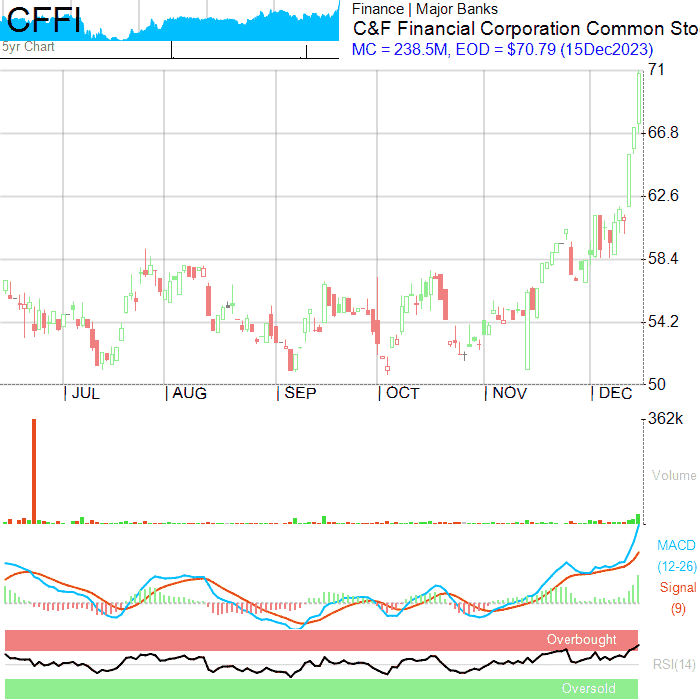 CFFI
5yr Chart
Finance | Major Banks
C&F Financial Corporation Common Sto
MC = 238.5M, EOD = $70.79 (15Dec2023)
71
66.8
62.6
58.4
54.2
50
JUL AUG SEP OCT NOV DEC
362k
Volume
MACD
(12-26)
Signal
(9)
Overbought
RSI(14)
Oversold